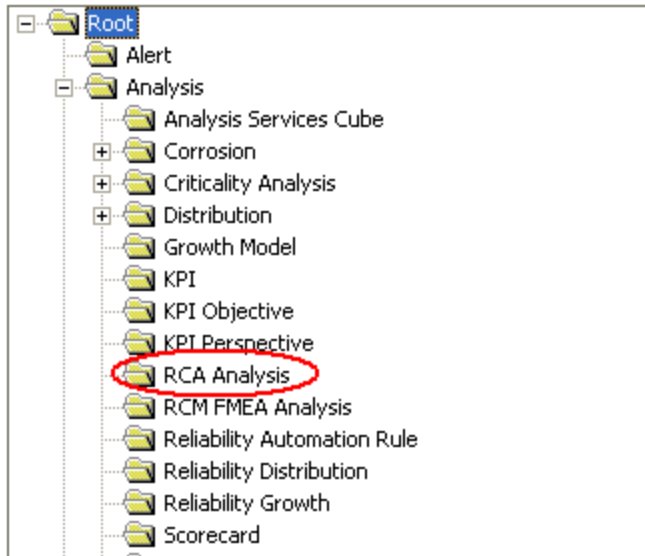 Root
Alert
Analysis
Analysis Services Cube
Corrosion
Criticality Analysis
Distribution
Growth Model
KPI
KPI Objective
KPI Perspective
RCA Analysis
RCM FMEA Analysis
Reliability Automation Rule
Reliability Distribution
Reliability Growth
Scorecard